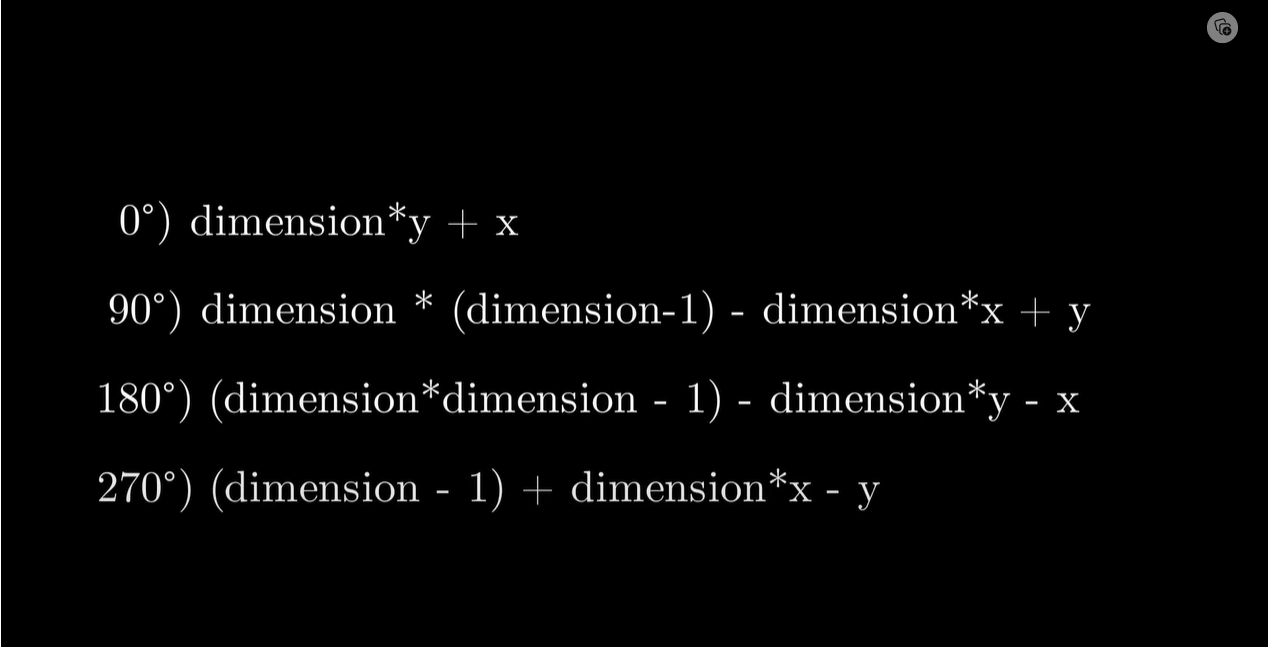 0°) dimension*y + x
90°) dimension * (dimension-1) - dimension*x + y
180°) (dimension*dimension - 1) - dimension*y - x
270°) (dimension - 1) + dimension*x - y